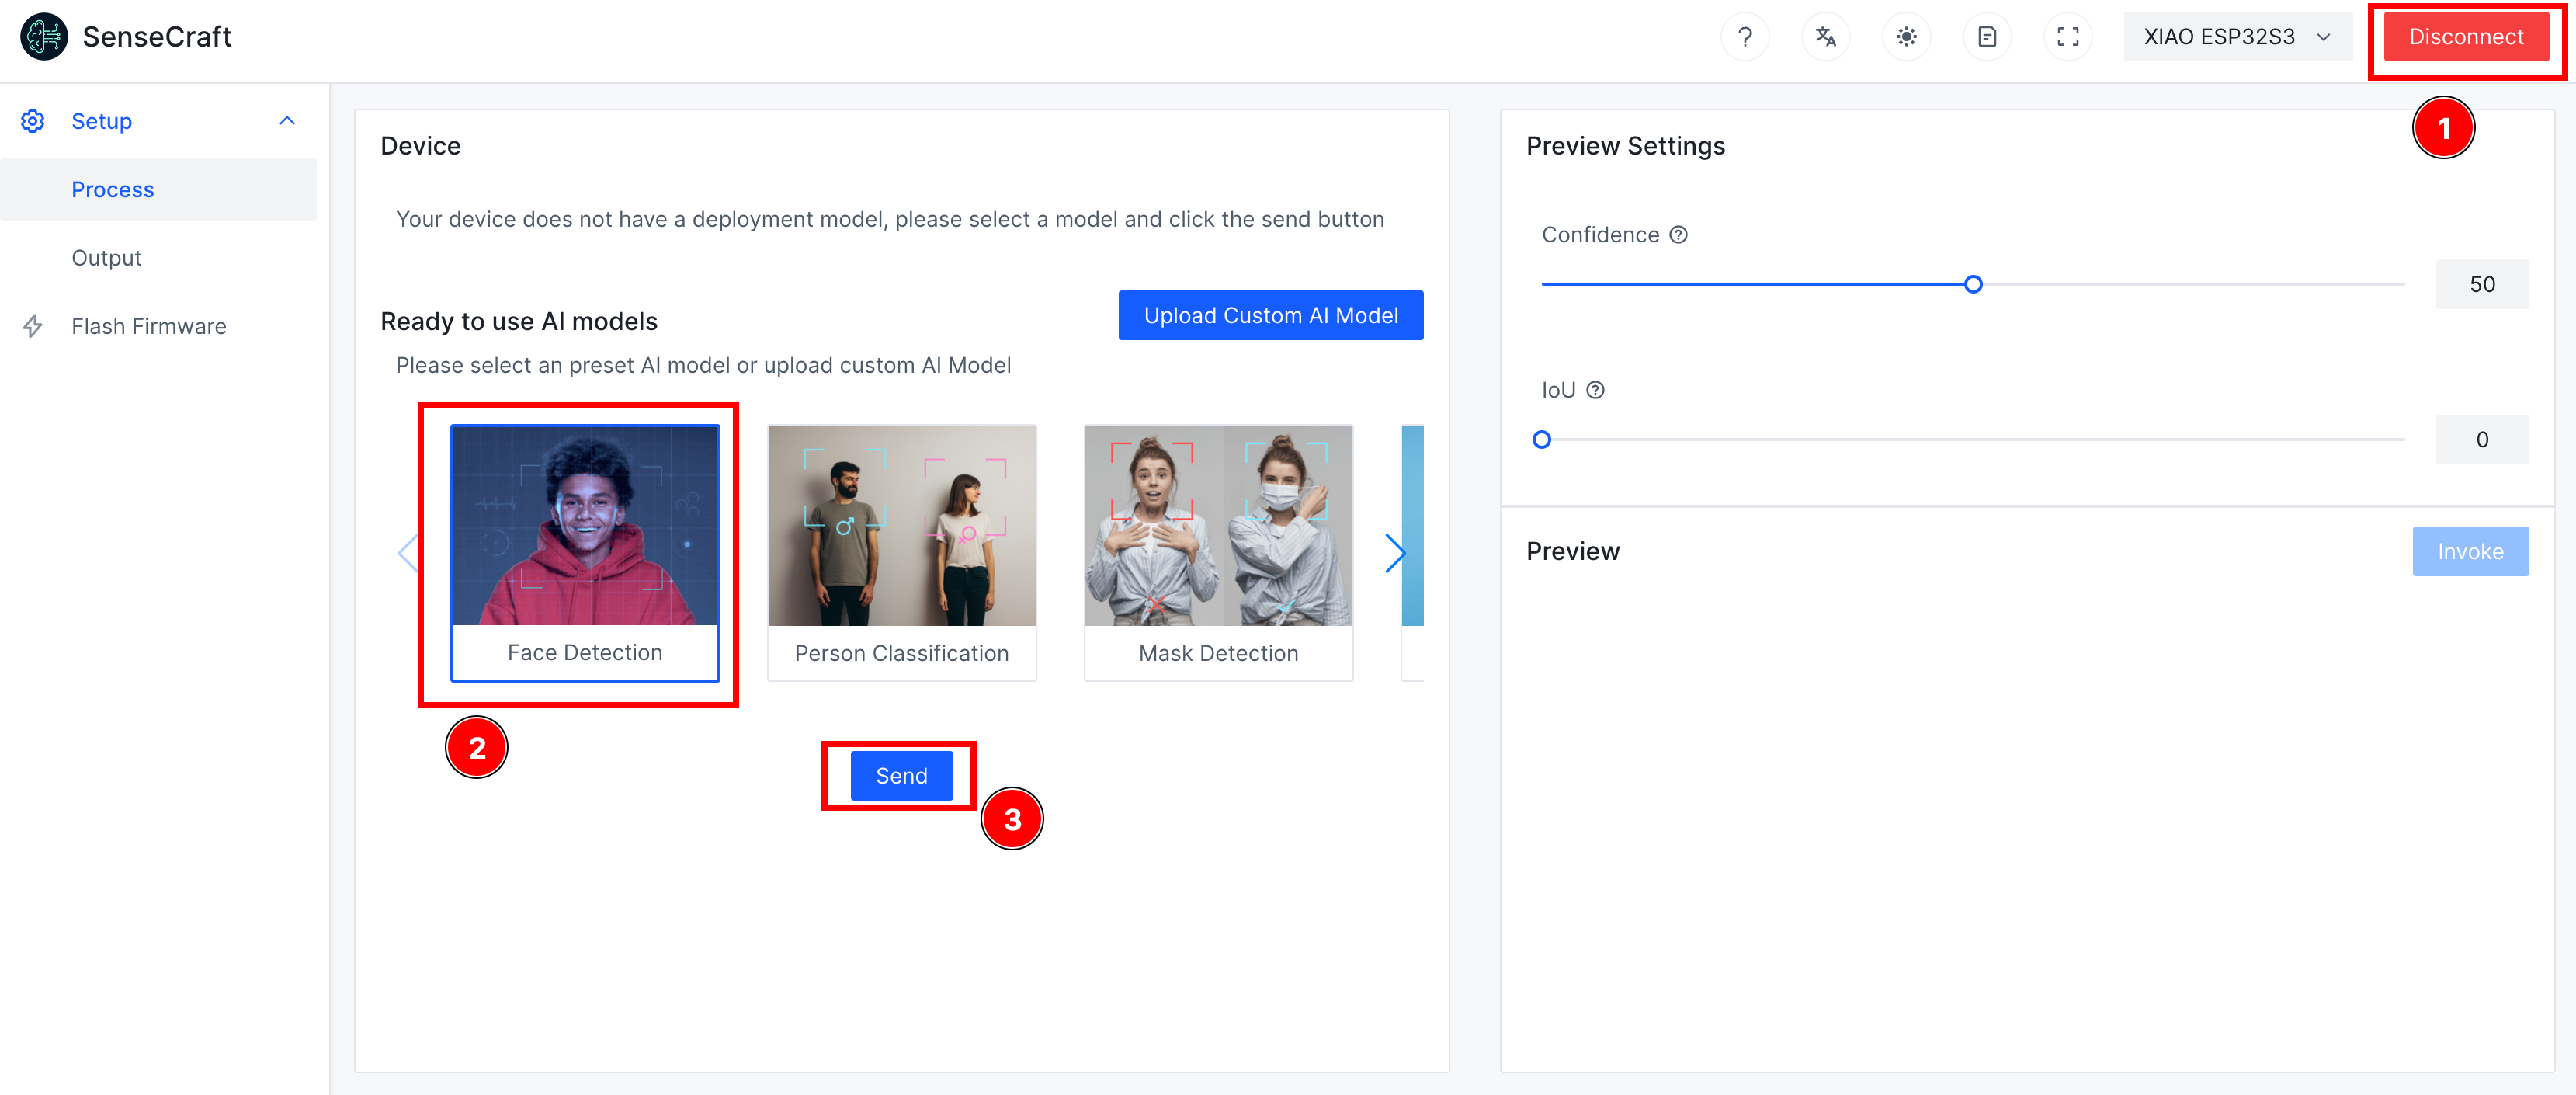 SenseCraft
XIAO ESP32S3
Disconnect
1
Setup
Process
Output
Flash Firmware
Device
Your device does not have a deployment model, please select a model and click the send button
Ready to use AI models
Upload Custom AI Model
Please select an preset AI model or upload custom AI Model
Face Detection
Person Classification
Mask Detection
2
Send
3
Preview Settings
Confidence
50
IoU
0
Preview
Invoke